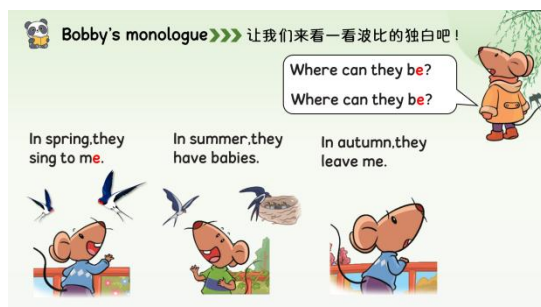 Bobby's monologue>>> 让我们来看一看波比的独白吧！
Where can they be?
Where can they be?
In spring,they
sing to me.
In summer,they
have babies.
In autumn,they
leave me.